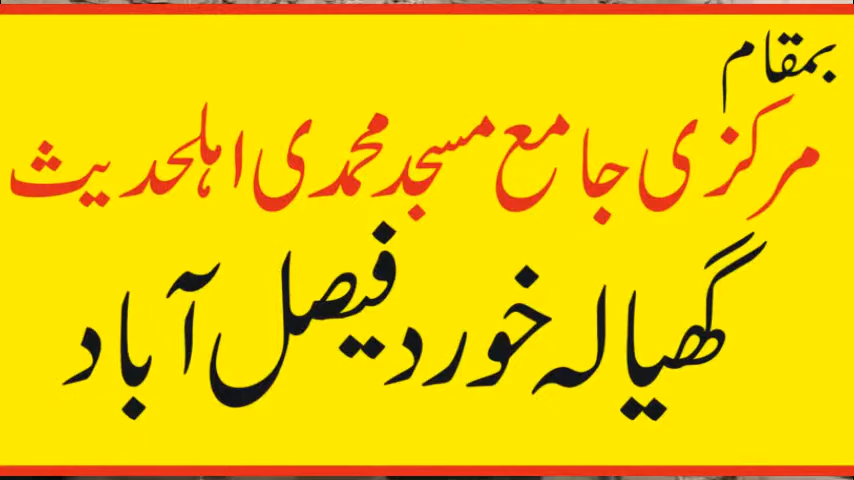 بمقام
مرکزی جامع مسجد محمدی اہلحدیث
گھیالہ خورد فیصل آباد